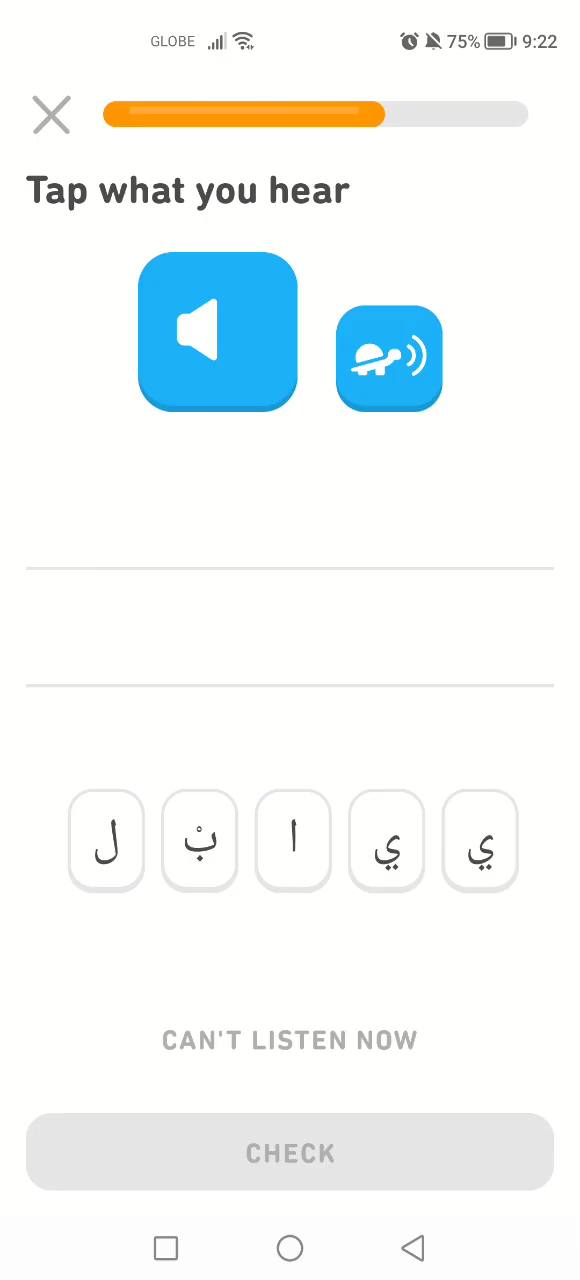 GLOBE 75% 9:22
Tap what you hear
ل بْ ا ي ي
CAN'T LISTEN NOW
CHECK